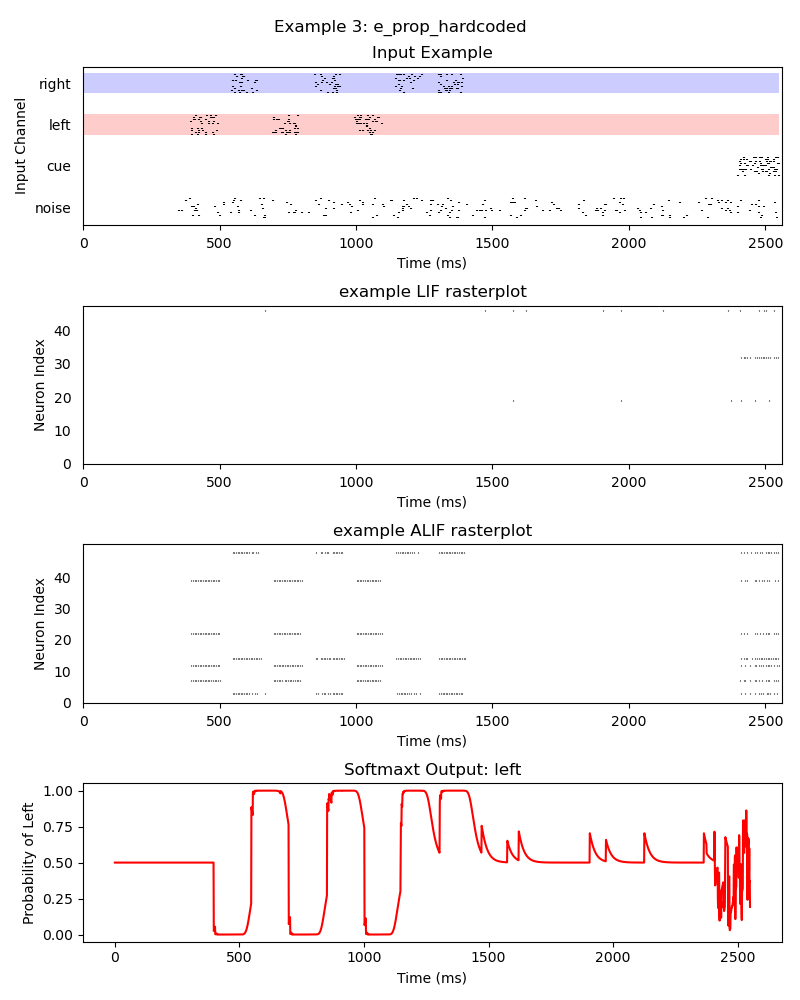 Example 3: e_prop_hardcoded
Input Example
Input Channel
right
left
cue
noise
0 500 1000 1500 2000 2500
Time (ms)
example LIF rasterplot
Neuron Index
40
30
20
10
0
0 500 1000 1500 2000 2500
Time (ms)
example ALIF rasterplot
Neuron Index
40
30
20
10
0
0 500 1000 1500 2000 2500
Time (ms)
Softmaxt Output: left
Probability of Left
1.00
0.75
0.50
0.25
0.00
0 500 1000 1500 2000 2500
Time (ms)